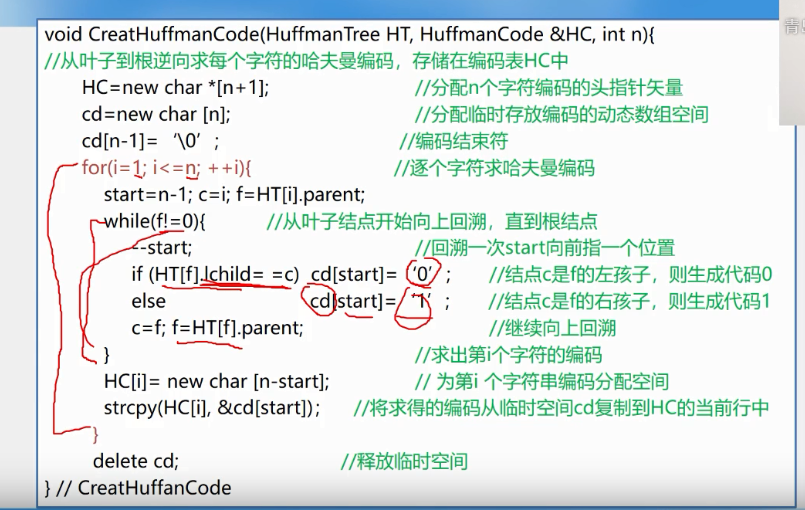 青
void CreatHuffmanCode(HuffmanTree HT, HuffmanCode &HC, int n){
//从叶子到根逆向求每个字符的哈夫曼编码，存储在编码表HC中
HC=new char *[n+1]; //分配n个字符编码的头指针矢量
cd=new char [n]; //分配临时存放编码的动态数组空间
cd[n-1]= ‘\0’; //编码结束符
for(i=1; i<=n; ++i){ //逐个字符求哈夫曼编码
start=n-1; c=i; f=HT[i].parent;
while(f!=0){ //从叶子结点开始向上回溯，直到根结点
--start; //回溯一次start向前指一个位置
if (HT[f].lchild= =c) cd[start]= ‘0’; //结点c是f的左孩子，则生成代码0
else cd[start]= ‘1’; //结点c是f的右孩子，则生成代码1
c=f; f=HT[f].parent; //继续向上回溯
} //求出第i个字符的编码
HC[i]= new char [n-start]; // 为第i 个字符串编码分配空间
strcpy(HC[i], &cd[start]); //将求得的编码从临时空间cd复制到HC的当前行中
}
delete cd; //释放临时空间
} // CreatHuffanCode